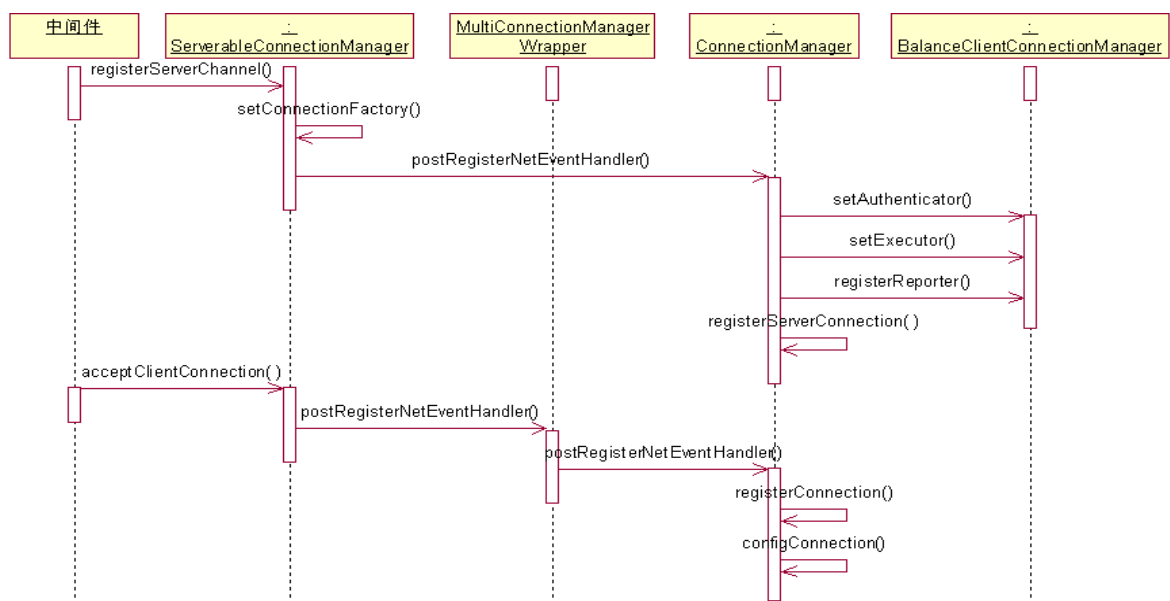 中间件
:
ServerableConnectionManager
MultiConnectionManager
Wrapper
:
ConnectionManager
:
BalanceClientConnectionManager
registerServerChannel()
setConnectionFactory()
postRegisterNetEventHandler()
setAuthenticator()
setExecutor()
registerReporter()
registerServerConnection( )
acceptClientConnection( )
postRegisterNetEventHandler()
postRegisterNetEventHandler()
registerConnection()
configConnection()